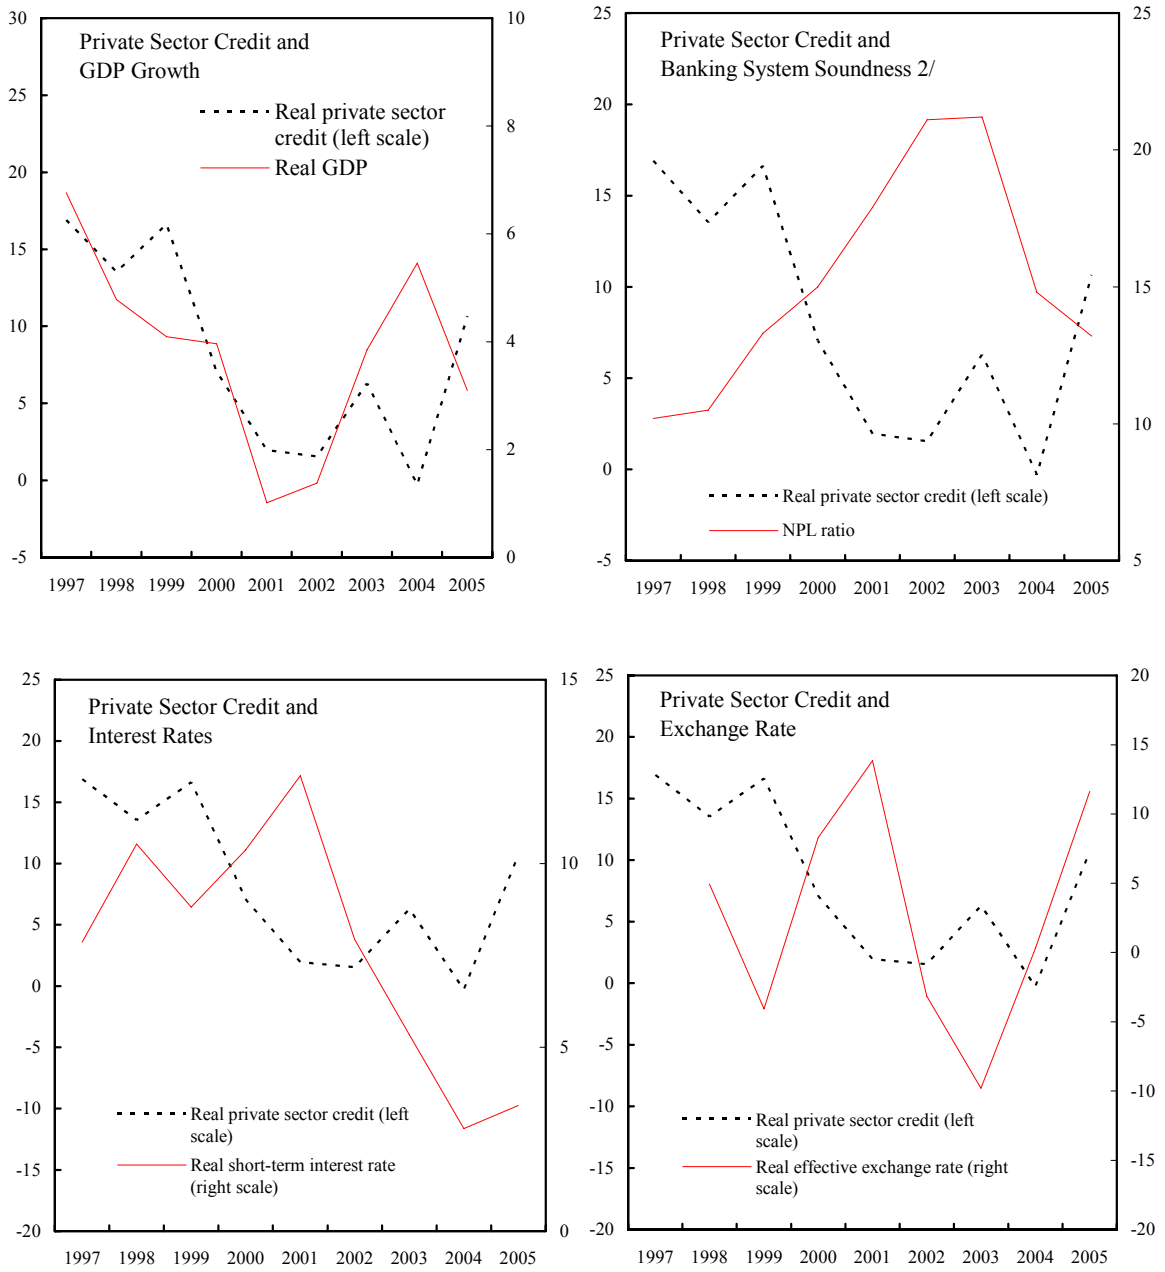 Private Sector Credit and
GDP Growth
Real private sector
credit (left scale)
Real GDP
30
25
20
15
10
5
0
-5
10
8
6
4
2
0
1997 1998 1999 2000 2001 2002 2003 2004 2005
Private Sector Credit and
Banking System Soundness 2/
Real private sector credit (left scale)
NPL ratio
25
20
15
10
5
0
-5
25
20
15
10
5
1997 1998 1999 2000 2001 2002 2003 2004 2005
Private Sector Credit and
Interest Rates
Real private sector credit (left
scale)
Real short-term interest rate
(right scale)
25
20
15
10
5
0
-5
-10
-15
-20
15
10
5
0
1997 1998 1999 2000 2001 2002 2003 2004 2005
Private Sector Credit and
Exchange Rate
Real private sector credit (left
scale)
Real effective exchange rate (right
scale)
25
20
15
10
5
0
-5
-10
-15
-20
20
15
10
5
0
-5
-10
-15
-20
1997 1998 1999 2000 2001 2002 2003 2004 2005